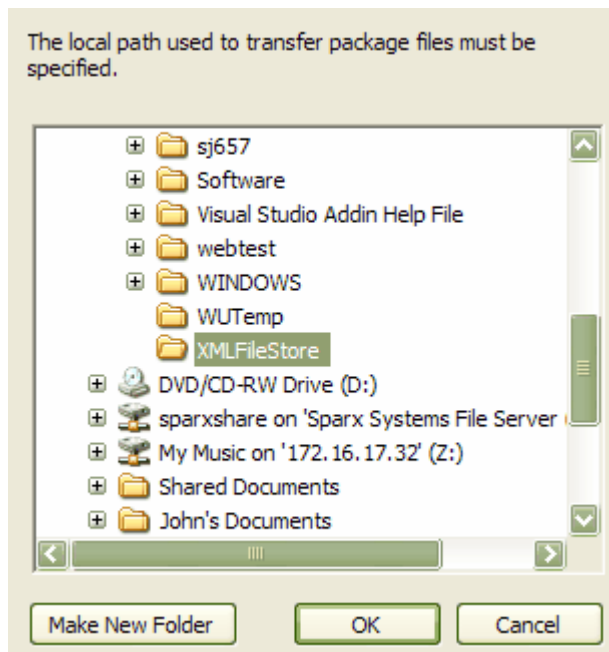 The local path used to transfer package files must be
specified.
sj657
Software
Visual Studio Addin Help File
webtest
WINDOWS
WUTemp
XMLFileStore
DVD/CD-RW Drive (D:)
sparxshare on 'Sparx Systems File Server
My Music on '172.16.17.32' (Z:)
Shared Documents
John's Documents
Make New Folder
OK
Cancel